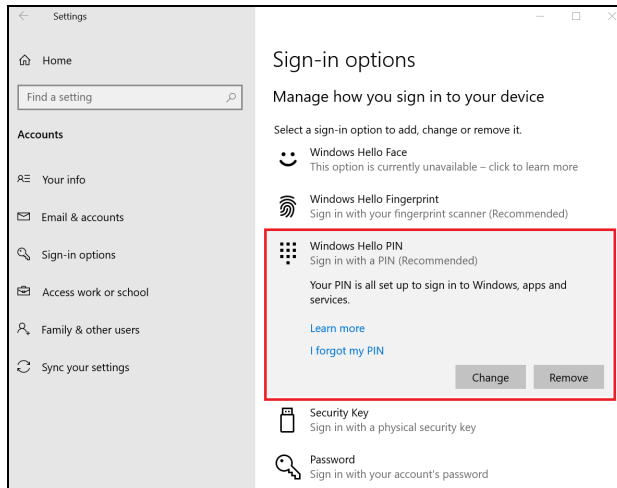 Settings
Home
Find a setting
Accounts
Your info
Email & accounts
Sign-in options
Access work or school
Family & other users
Sync your settings
Sign-in options
Manage how you sign in to your device
Select a sign-in option to add, change or remove it.
Windows Hello Face
This option is currently unavailable – click to learn more
Windows Hello Fingerprint
Sign in with your fingerprint scanner (Recommended)
Windows Hello PIN
Sign in with a PIN (Recommended)
Your PIN is all set up to sign in to Windows, apps and
services.
Learn more
I forgot my PIN
Change Remove
Security Key
Sign in with a physical security key
Password
Sign in with your account's password